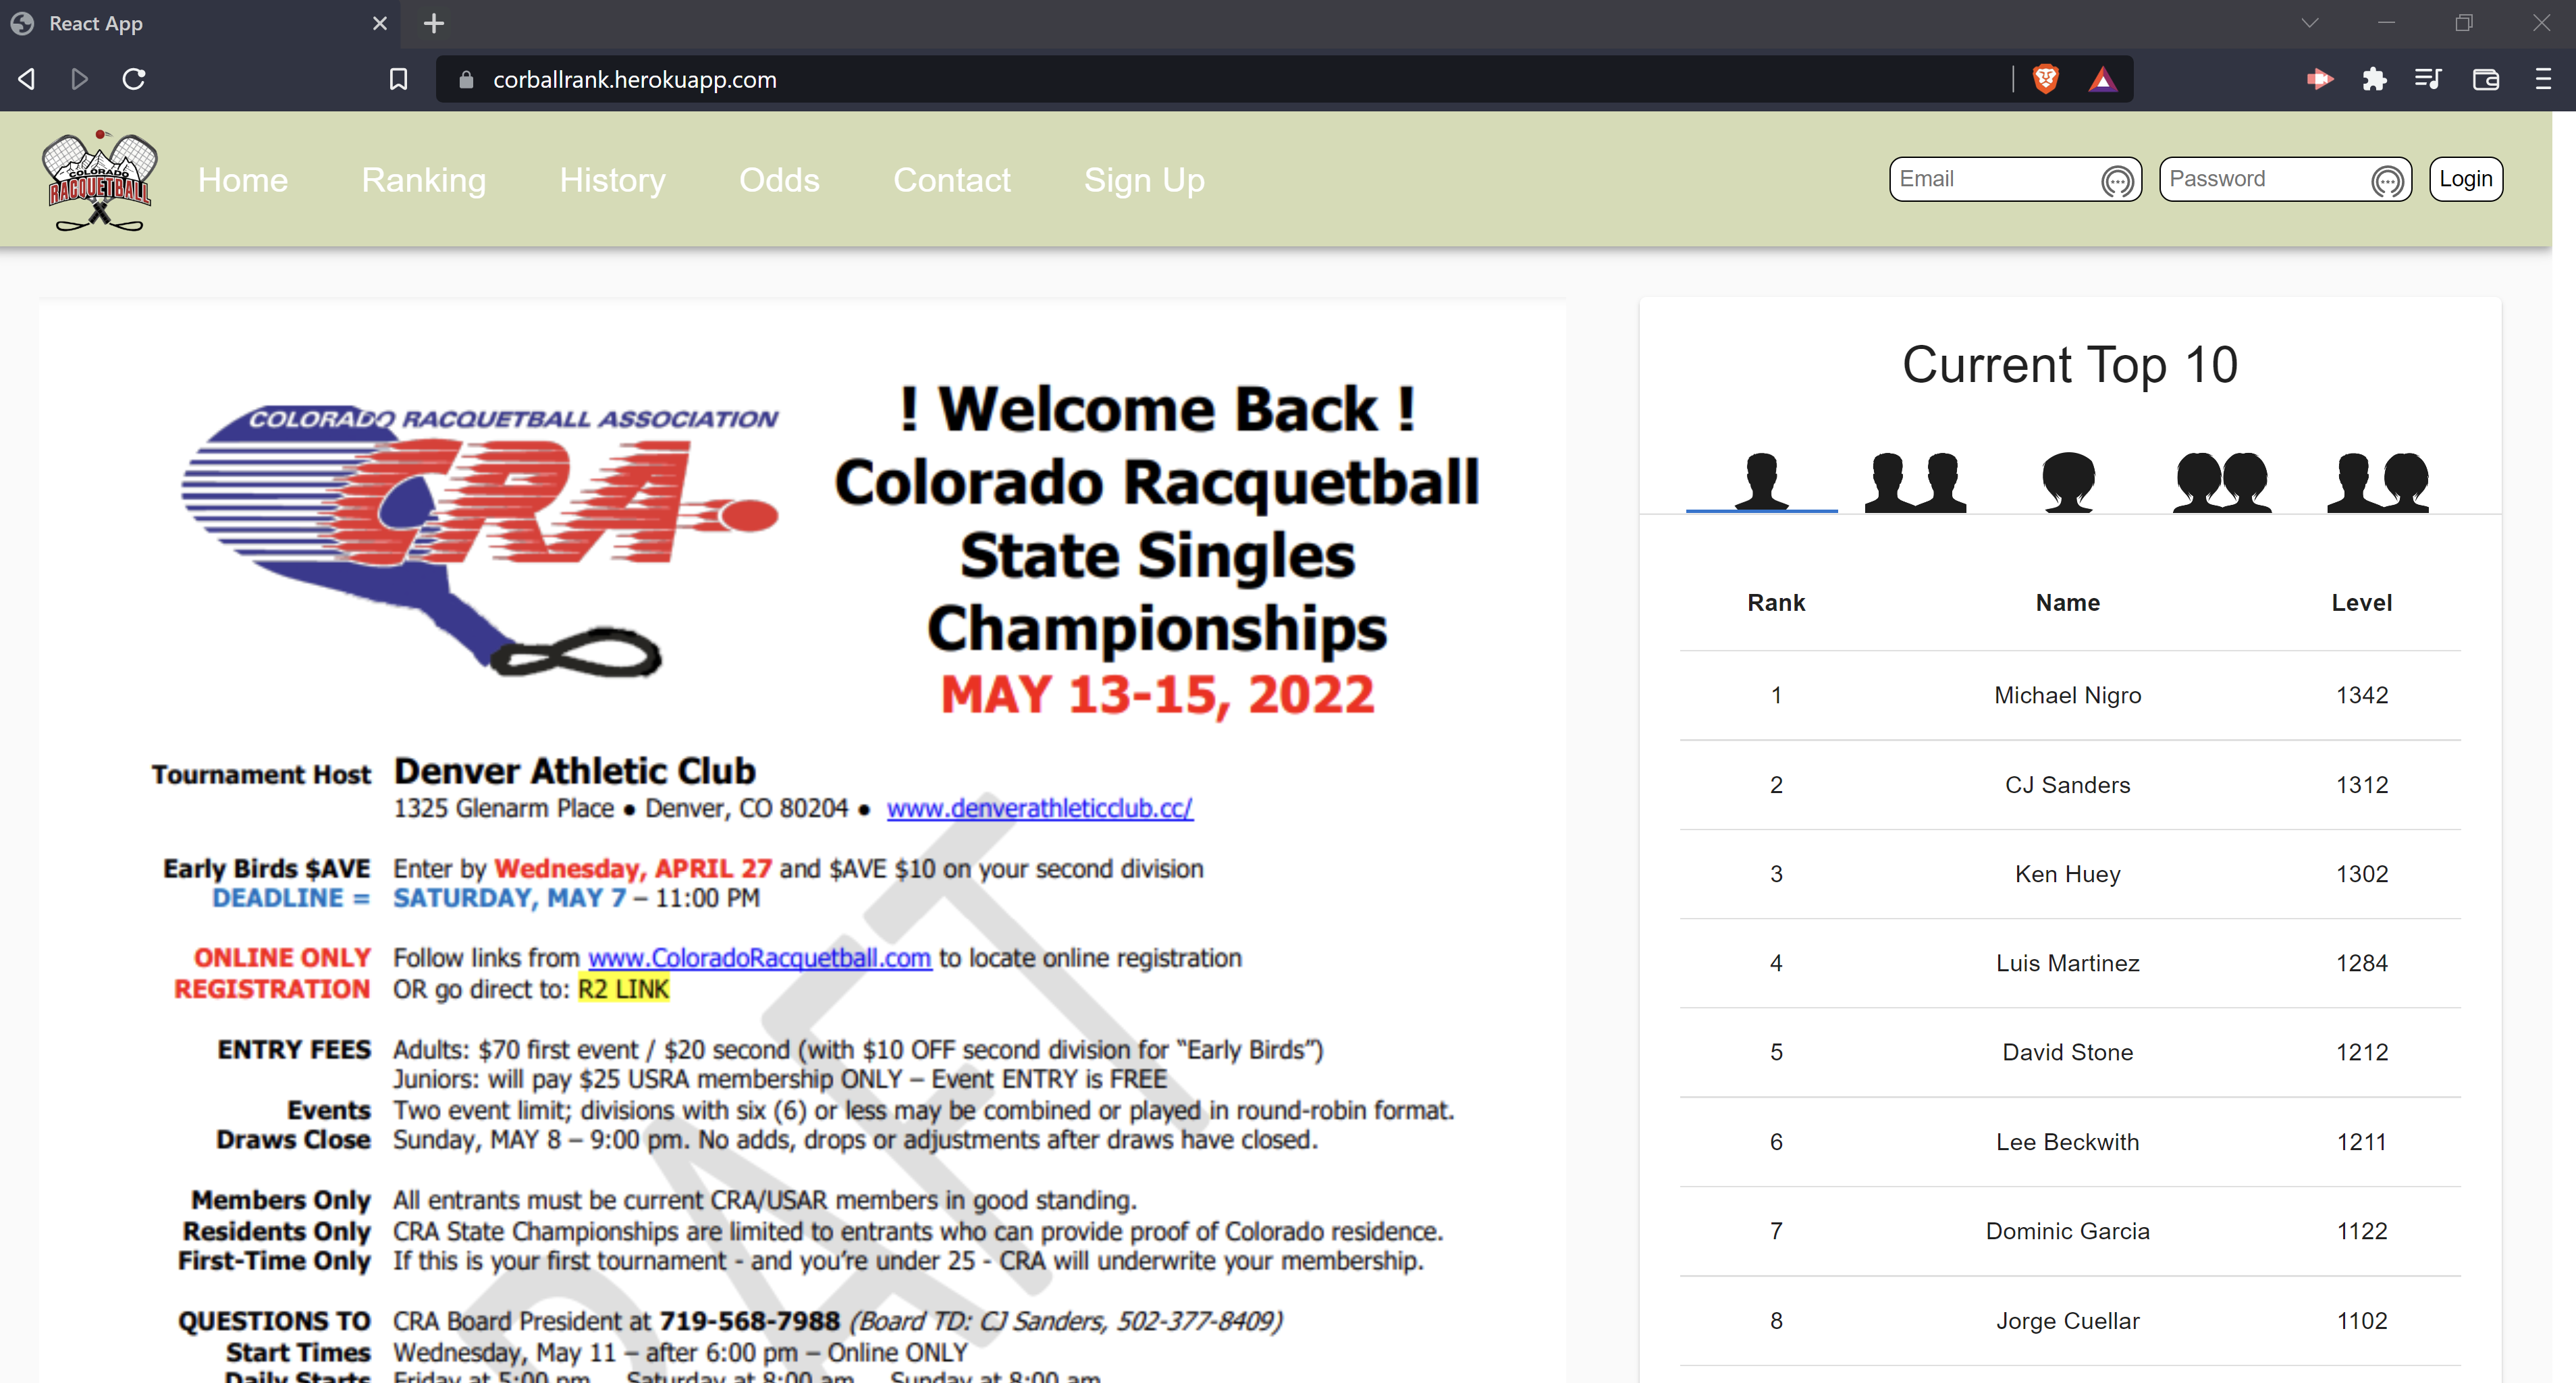 React App
corballrank.herokuapp.com
COLORADO
RACQUETBALL
Home Ranking History Odds Contact Sign Up
Email Password Login
COLORADO RACQUETBALL ASSOCIATION
CRA
! Welcome Back !
Colorado Racquetball
State Singles
Championships
MAY 13-15, 2022
Tournament Host Denver Athletic Club
1325 Glenarm Place ● Denver, CO 80204 ● www.denverathleticclub.cc/
Early Birds $AVE Enter by Wednesday, APRIL 27 and $AVE $10 on your second division
DEADLINE = SATURDAY, MAY 7 – 11:00 PM
ONLINE ONLY Follow links from www.ColoradoRacquetball.com to locate online registration
REGISTRATION OR go direct to: R2 LINK
ENTRY FEES Adults: $70 first event / $20 second (with $10 OFF second division for “Early Birds”)
Juniors: will pay $25 USRA membership ONLY – Event ENTRY is FREE
Events Two event limit; divisions with six (6) or less may be combined or played in round-robin format.
Draws Close Sunday, MAY 8 – 9:00 pm. No adds, drops or adjustments after draws have closed.
Members Only All entrants must be current CRA/USAR members in good standing.
Residents Only CRA State Championships are limited to entrants who can provide proof of Colorado residence.
First-Time Only If this is your first tournament - and you’re under 25 - CRA will underwrite your membership.
QUESTIONS TO CRA Board President at 719-568-7988 (Board TD: CJ Sanders, 502-377-8409)
Start Times Wednesday, May 11 – after 6:00 pm – Online ONLY
Daily Starts Friday at 5:00 pm ... Saturday at 8:00 am ... Sunday at 8:00 am
DRAFT
Current Top 10
Rank Name Level
1 Michael Nigro 1342
2 CJ Sanders 1312
3 Ken Huey 1302
4 Luis Martinez 1284
5 David Stone 1212
6 Lee Beckwith 1211
7 Dominic Garcia 1122
8 Jorge Cuellar 1102